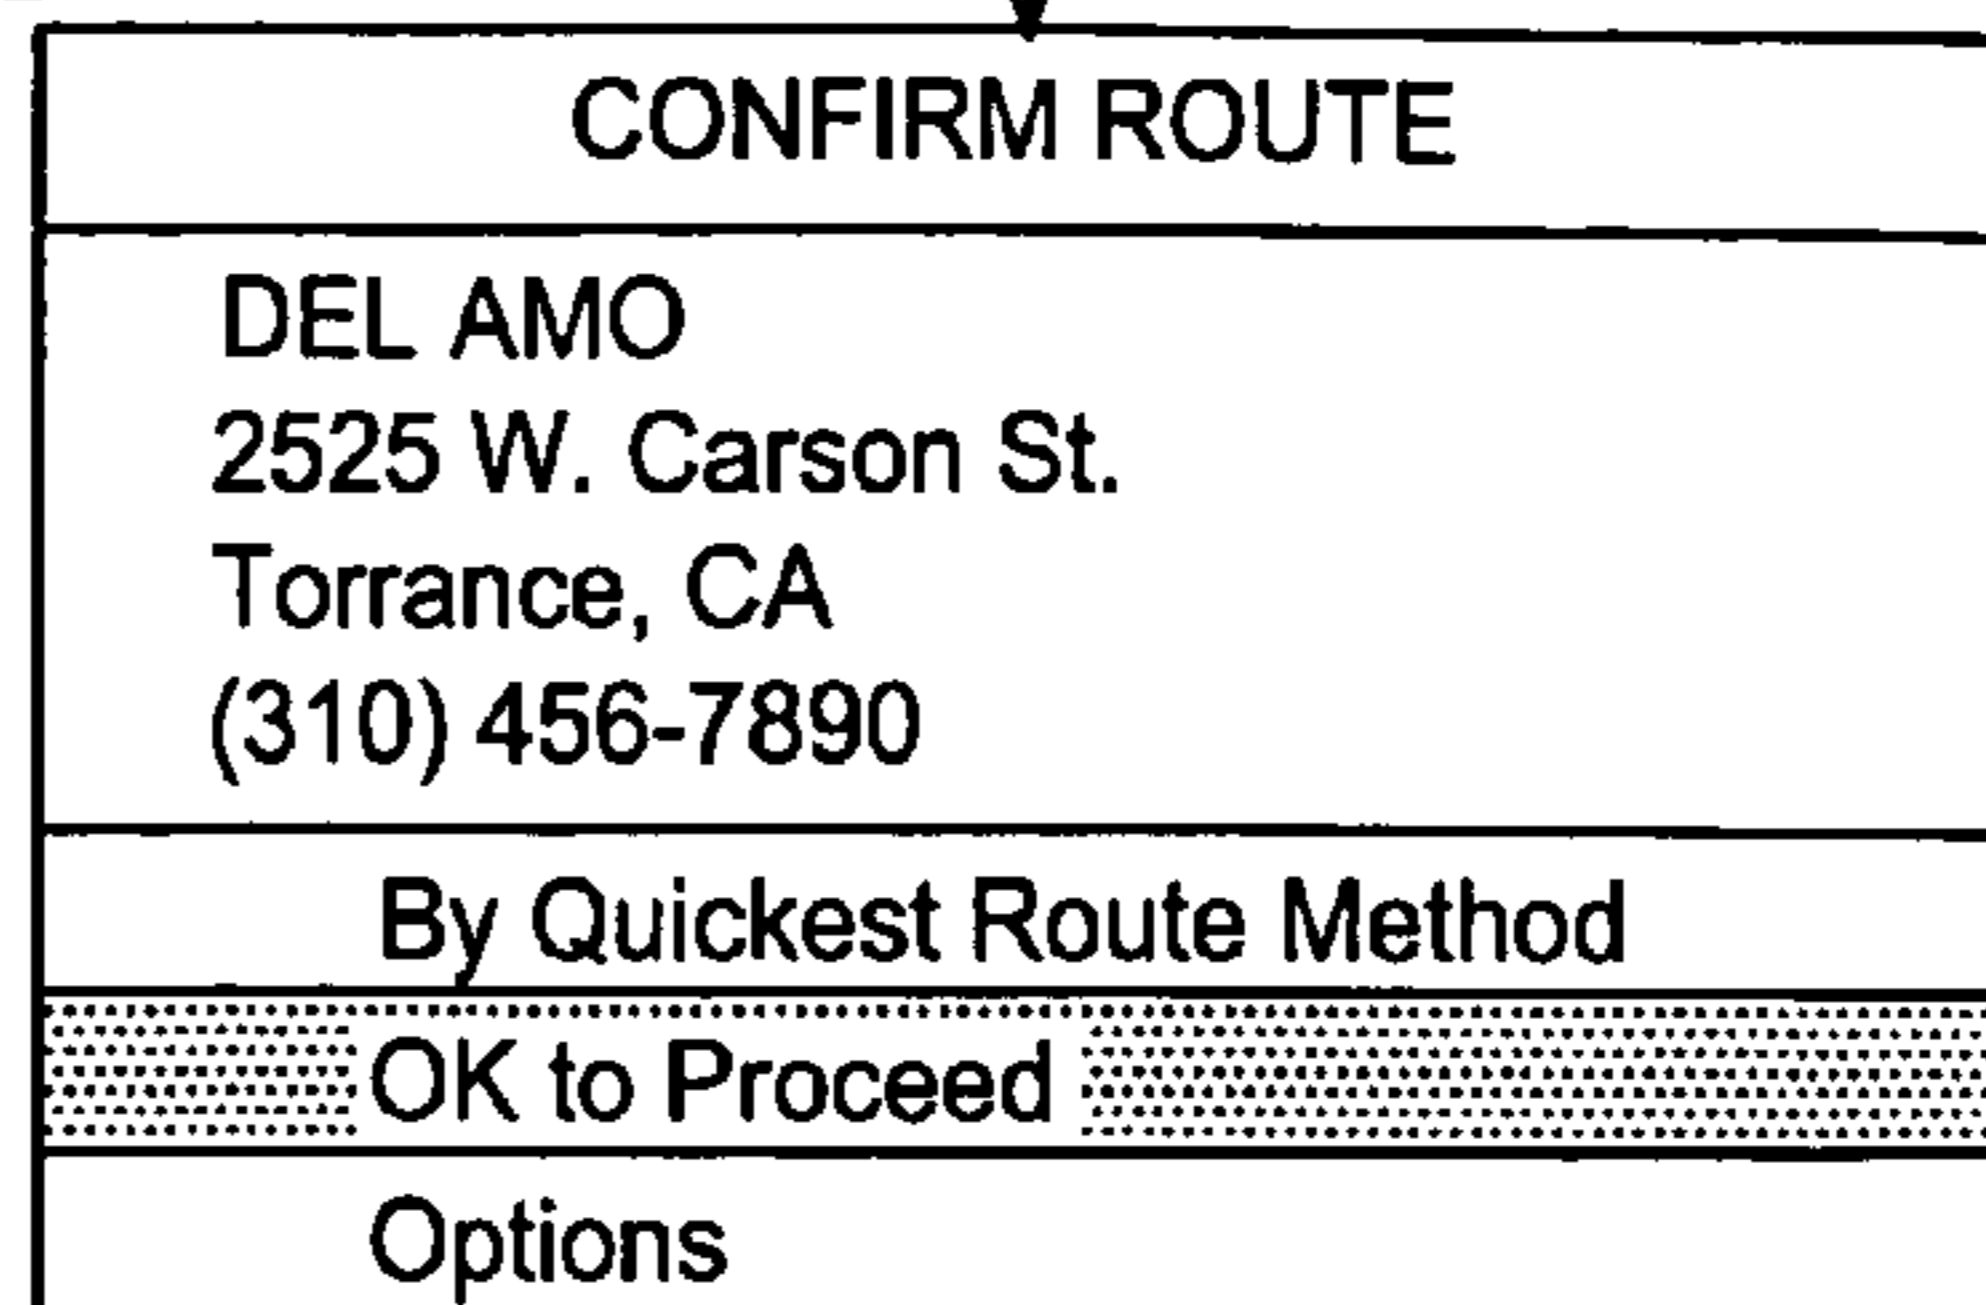 CONFIRM ROUTE
DEL AMO
2525 W. Carson St.
Torrance, CA
(310) 456-7890
By Quickest Route Method
OK to Proceed
Options